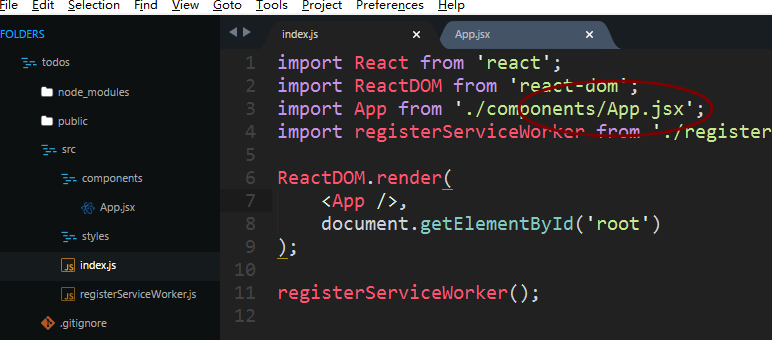 File Edit Selection Find View Goto Tools Project Preferences Help
FOLDERS
todos
node_modules
public
src
components
App.jsx
styles
index.js
registerServiceWorker.js
.gitignore
index.js App.jsx
1 import React from 'react';
2 import ReactDOM from 'react-dom';
3 import App from './components/App.jsx';
4 import registerServiceWorker from './register
5
6 ReactDOM.render(
7 <App />,
8 document.getElementById('root')
9 );
10
11 registerServiceWorker();
12